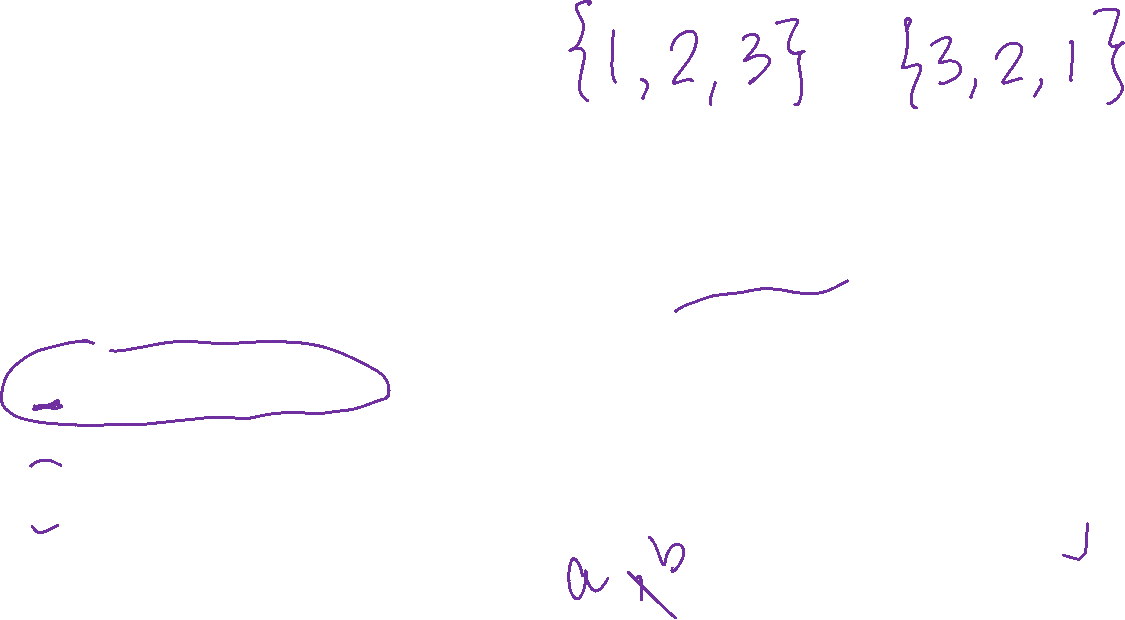 {1, 2, 3} {3, 2, 1}
a b